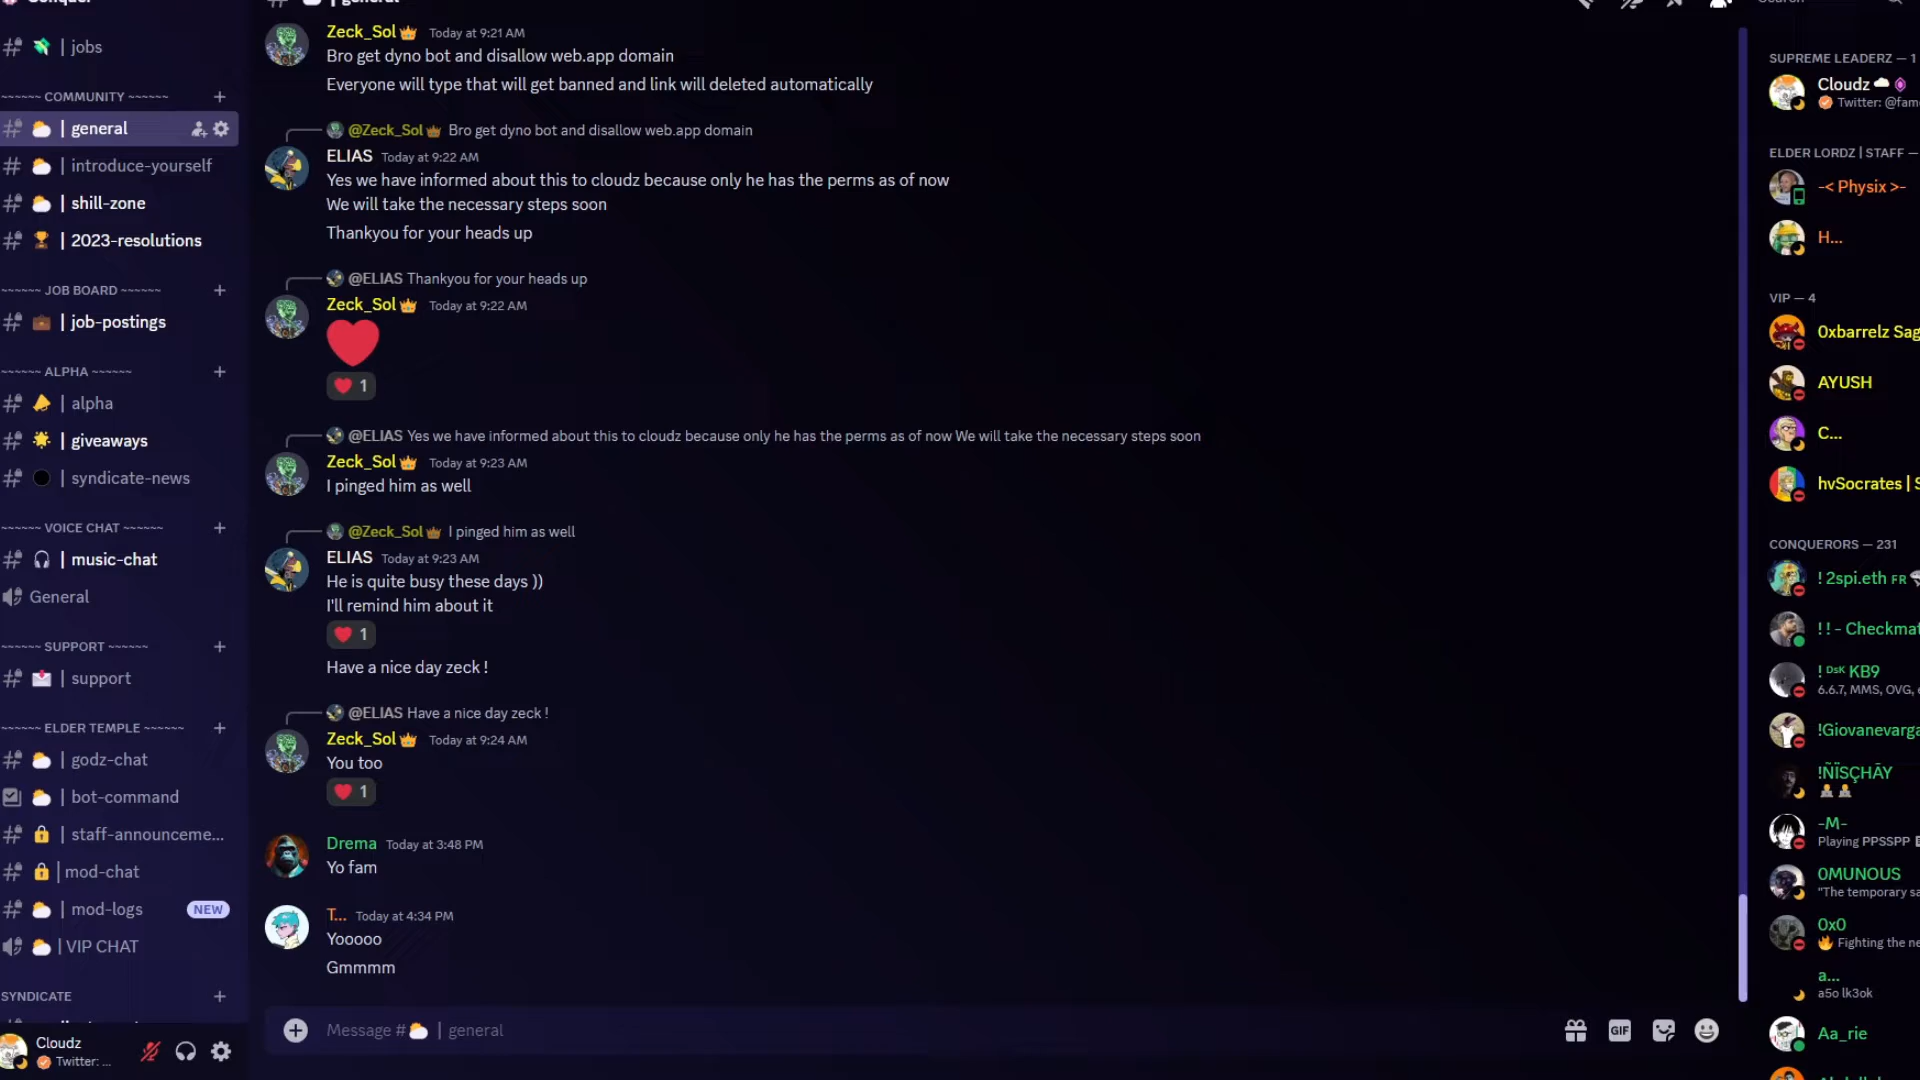 | general
Search
| jobs
~~~~~~ COMMUNITY ~~~~~~
| general
| introduce-yourself
| shill-zone
| 2023-resolutions
~~~~~~ JOB BOARD ~~~~~~
| job-postings
~~~~~~ ALPHA ~~~~~~
| alpha
| giveaways
| syndicate-news
~~~~~~ VOICE CHAT ~~~~~~
| music-chat
General
~~~~~~ SUPPORT ~~~~~~
| support
~~~~~~ ELDER TEMPLE ~~~~~~
| godz-chat
| bot-command
| staff-announceme...
| mod-chat
| mod-logs NEW
| VIP CHAT
SYNDICATE
Cloudz
Twitter: ...
Zeck_Sol Today at 9:21 AM
Bro get dyno bot and disallow web.app domain
Everyone will type that will get banned and link will deleted automatically
@Zeck_Sol Bro get dyno bot and disallow web.app domain
ELIAS Today at 9:22 AM
Yes we have informed about this to cloudz because only he has the perms as of now
We will take the necessary steps soon
Thankyou for your heads up
@ELIAS Thankyou for your heads up
Zeck_Sol Today at 9:22 AM
1
@ELIAS Yes we have informed about this to cloudz because only he has the perms as of now We will take the necessary steps soon
Zeck_Sol Today at 9:23 AM
I pinged him as well
@Zeck_Sol I pinged him as well
ELIAS Today at 9:23 AM
He is quite busy these days ))
I'll remind him about it
1
Have a nice day zeck !
@ELIAS Have a nice day zeck !
Zeck_Sol Today at 9:24 AM
You too
1
Drema Today at 3:48 PM
Yo fam
T... Today at 4:34 PM
Yooooo
Gmmmm
Message # | general
GIF
SUPREME LEADERZ — 1
Cloudz
Twitter: @fam
ELDER LORDZ | STAFF —
-< Physix >-
H...
VIP — 4
0xbarrelz Sag
AYUSH
C...
hvSocrates | S
CONQUERORS — 231
! 2spi.eth FR
! ! - Checkmat
! ᴰˢᴷ KB9
6.6.7, MMS, OVG,
!Giovanevarga
!ÑÏSÇHÃY
-M-
Playing PPSSPP
0MUNOUS
"The temporary sa
0x0
Fighting the ne
a...
a5o lk3ok
Aa_rie